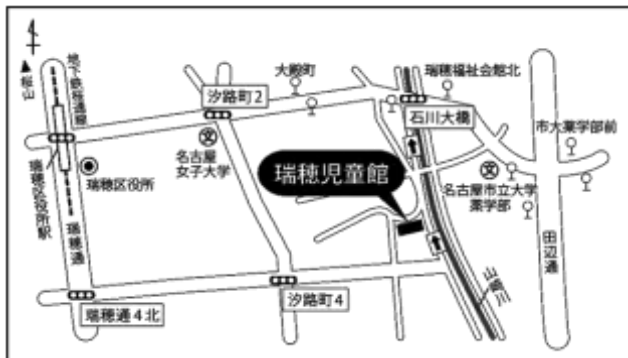 桜山
地下鉄桜通線
大殿町
瑞穂福祉会館北
汐路町2
石川大橋
市大薬学部前
名古屋
女子大学
瑞穂区役所
瑞穂区役所駅
瑞穂児童館
名古屋市立大学
薬学部
瑞穂通
田辺通
山崎川
汐路町4
瑞穂通4北
文
文